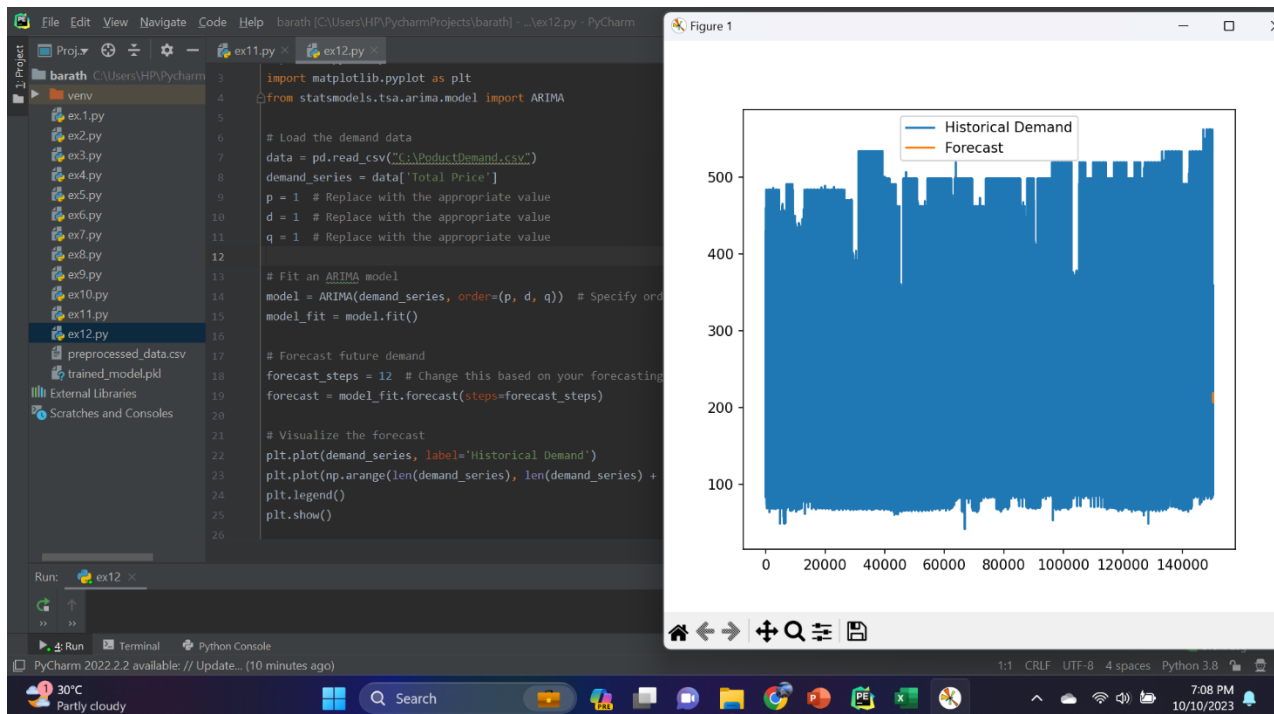 File Edit View Navigate Code Help barath [C:\Users\HP\PycharmProjects\barath] - ...\ex12.py - PyCharm
Proj.
ex11.py
ex12.py
1: Project
barath C:\Users\HP\Pycharm
venv
ex.1.py
ex2.py
ex3.py
ex4.py
ex5.py
ex6.py
ex7.py
ex8.py
ex9.py
ex10.py
ex11.py
ex12.py
preprocessed_data.csv
trained_model.pkl
External Libraries
Scratches and Consoles
3 import matplotlib.pyplot as plt
4 from statsmodels.tsa.arima.model import ARIMA
5
6 # Load the demand data
7 data = pd.read_csv("C:\PoductDemand.csv")
8 demand_series = data['Total Price']
9 p = 1 # Replace with the appropriate value
10 d = 1 # Replace with the appropriate value
11 q = 1 # Replace with the appropriate value
12
13 # Fit an ARIMA model
14 model = ARIMA(demand_series, order=(p, d, q)) # Specify ord
15 model_fit = model.fit()
16
17 # Forecast future demand
18 forecast_steps = 12 # Change this based on your forecasting
19 forecast = model_fit.forecast(steps=forecast_steps)
20
21 # Visualize the forecast
22 plt.plot(demand_series, label='Historical Demand')
23 plt.plot(np.arange(len(demand_series), len(demand_series) +
24 plt.legend()
25 plt.show()
26
Run: ex12
4: Run Terminal Python Console
PyCharm 2022.2.2 available: // Update... (10 minutes ago)
1:1 CRLF UTF-8 4 spaces Python 3.8
Figure 1
Historical Demand
Forecast
500
400
300
200
100
0 20000 40000 60000 80000 100000 120000 140000
1
30°C
Partly cloudy
Search
PRE
PE
7:08 PM
10/10/2023